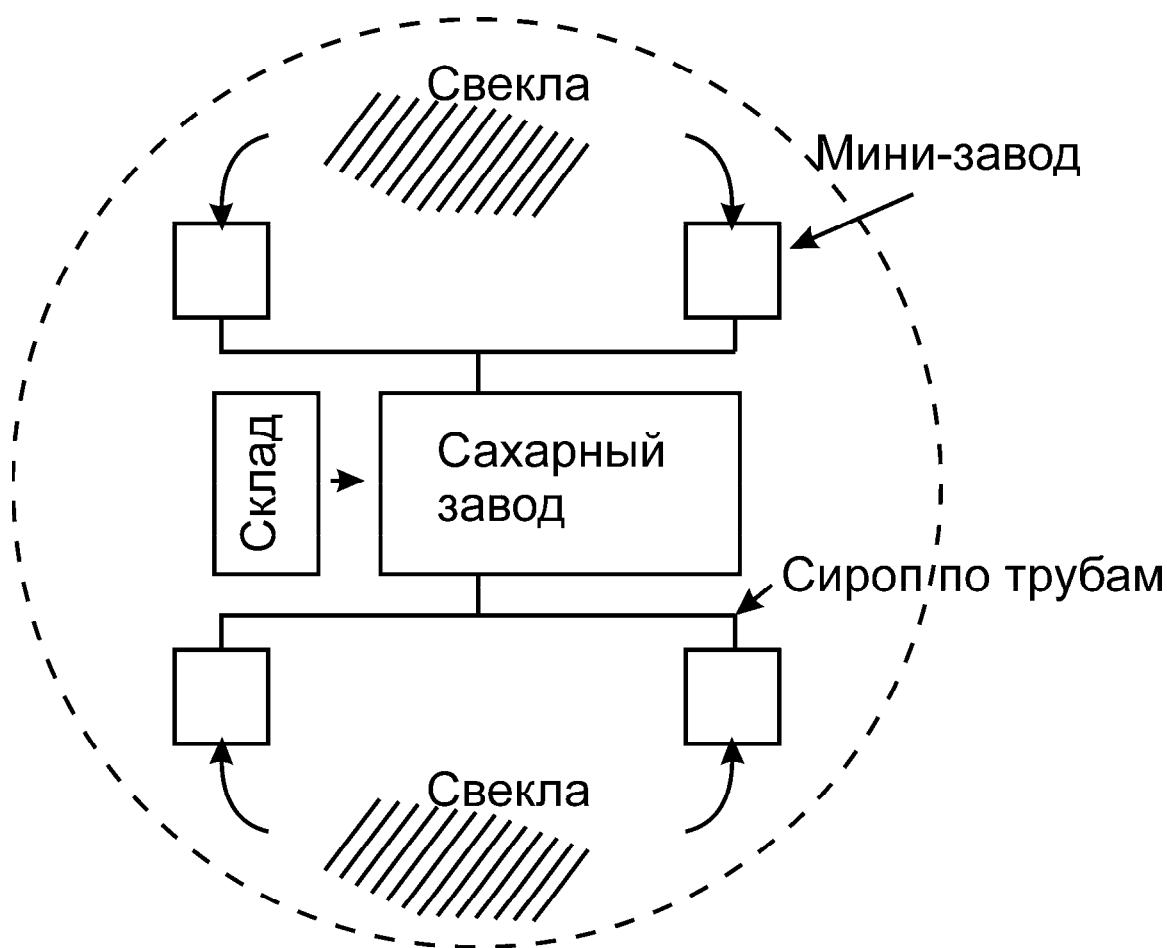 Свекла
Мини-завод
Склад
Сахарный
завод
Сироп по трубам
Свекла